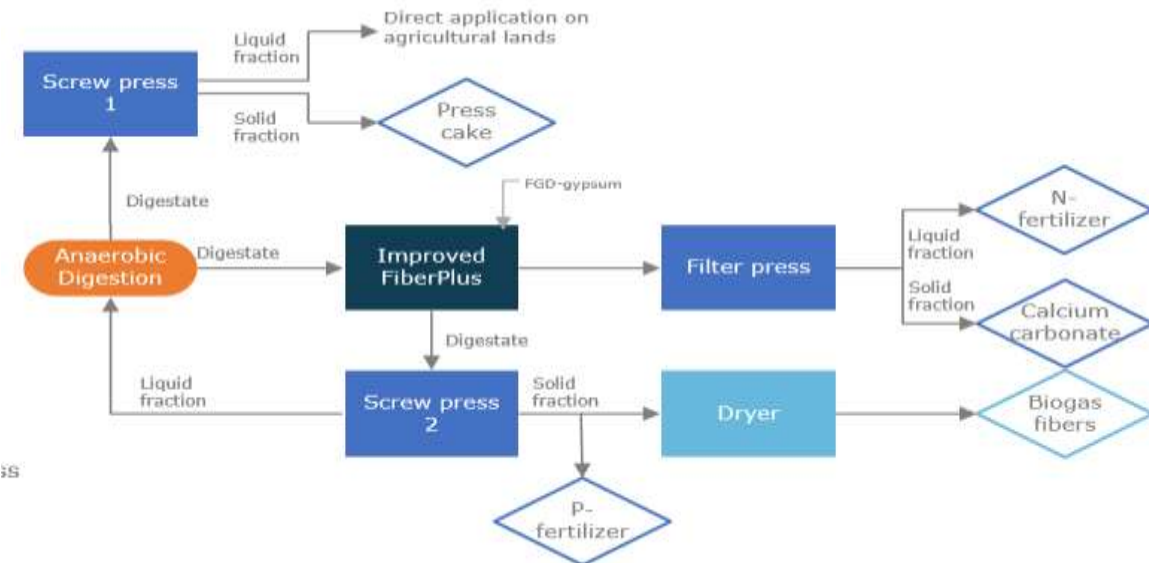 Direct application on
agricultural lands
Liquid
fraction
Screw press
1
Solid
fraction
Press
cake
FGD-gypsum
Digestate
N-
fertilizer
Anaerobic
Digestion
Digestate
Improved
FiberPlus
Filter press
Liquid
fraction
Solid
fraction
Calcium
carbonate
Digestate
Liquid
fraction
Screw press
2
Solid
fraction
Dryer
Biogas
fibers
P-
fertilizer